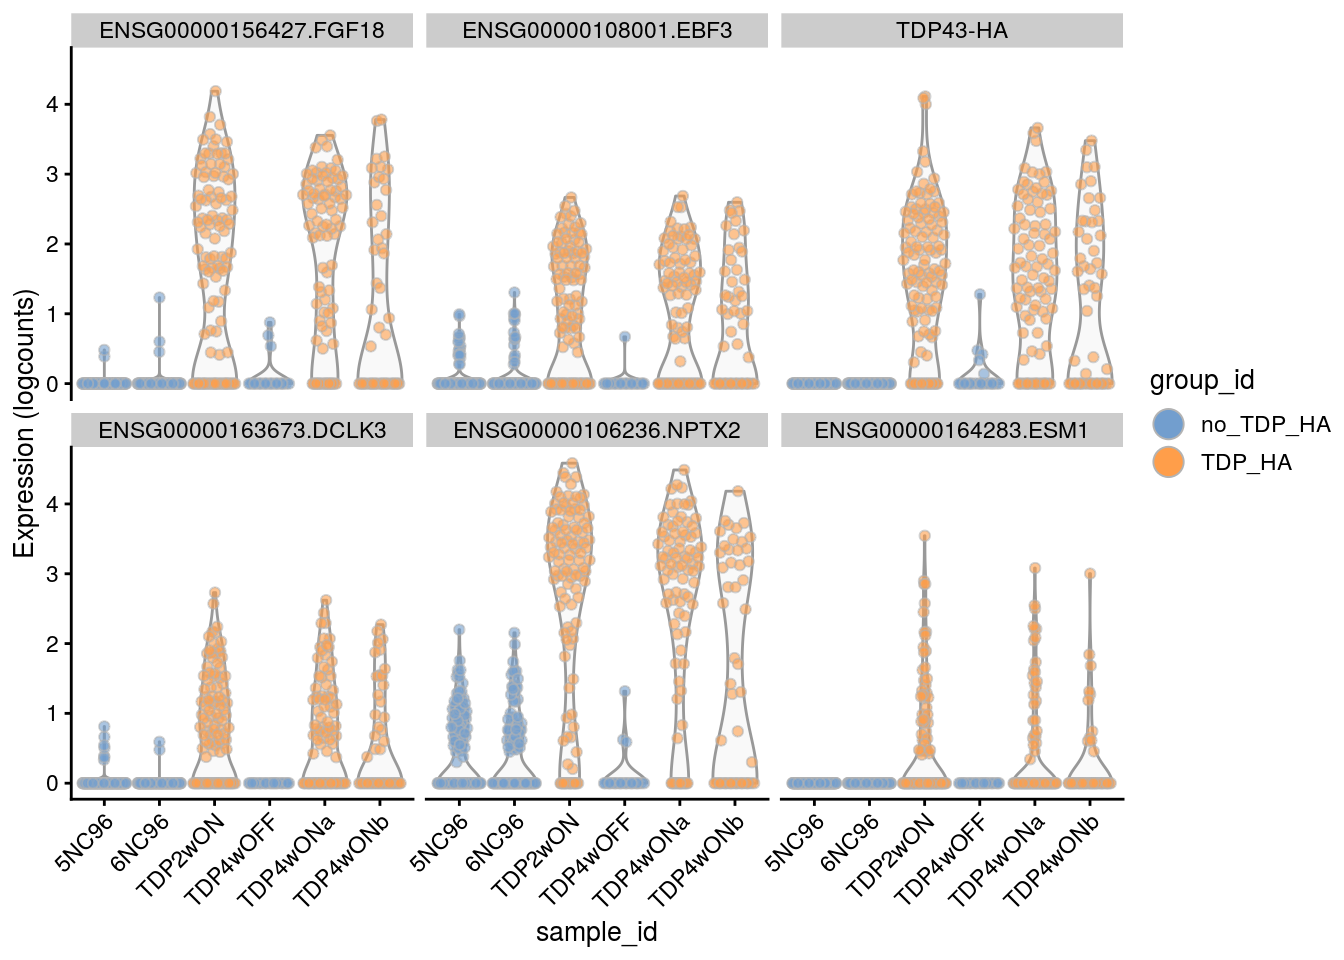 ENSG00000156427.FGF18 ENSG00000108001.EBF3 TDP43-HA
4
3
2
1
0
ENSG00000163673.DCLK3 ENSG00000106236.NPTX2 ENSG00000164283.ESM1
4
3
2
1
0
Expression (logcounts)
5NC96 6NC96 TDP2wON TDP4wOFF TDP4wONa TDP4wONb 5NC96 6NC96 TDP2wON TDP4wOFF TDP4wONa TDP4wONb 5NC96 6NC96 TDP2wON TDP4wOFF TDP4wONa TDP4wONb
sample_id
group_id
no_TDP_HA
TDP_HA